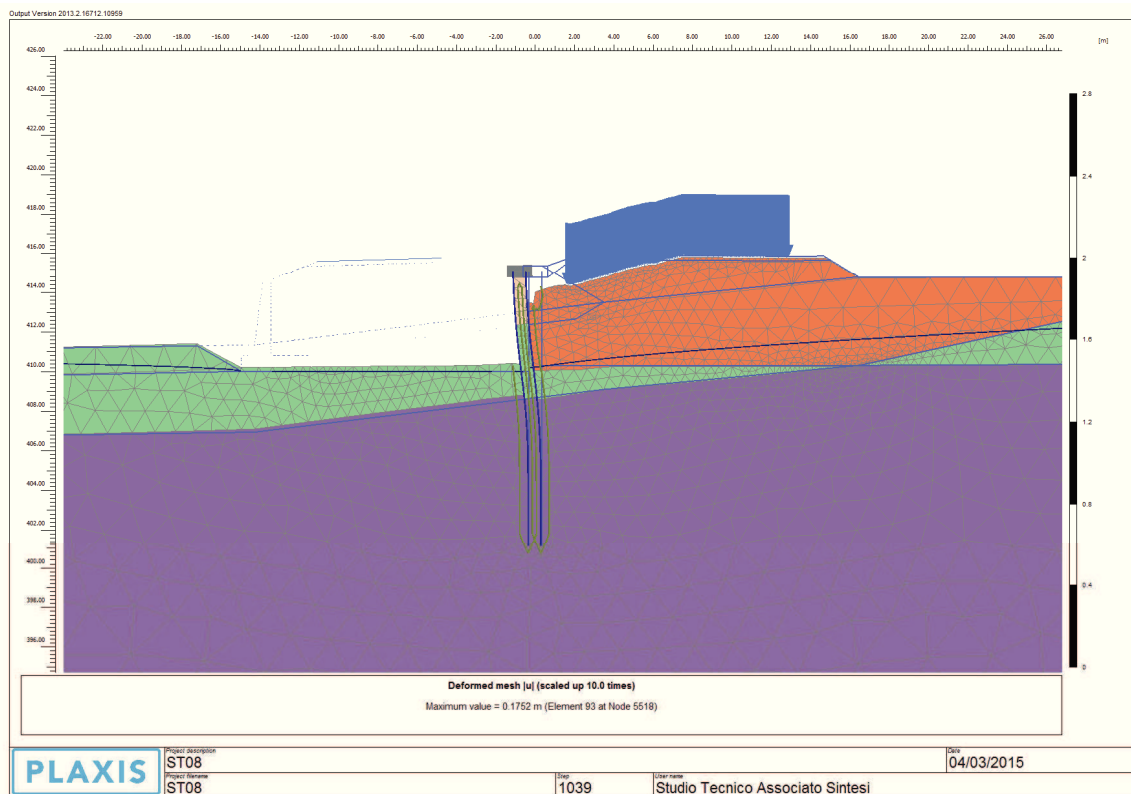 Output Version 2013.2.16712.10959
-22.00 -20.00 -18.00 -16.00 -14.00 -12.00 -10.00 -8.00 -6.00 -4.00 -2.00 0.00 2.00 4.00 6.00 8.00 10.00 12.00 14.00 16.00 18.00 20.00 22.00 24.00 26.00
[m]
426.00
424.00
422.00
420.00
418.00
416.00
414.00
412.00
410.00
408.00
406.00
404.00
402.00
400.00
398.00
396.00
2.8
2.4
2
1.6
1.2
0.8
0.4
0
Deformed mesh |u| (scaled up 10.0 times)
Maximum value = 0.1752 m (Element 93 at Node 5518)
PLAXIS
Project description
ST08
Date
04/03/2015
Project filename
ST08
Step
1039
User name
Studio Tecnico Associato Sintesi